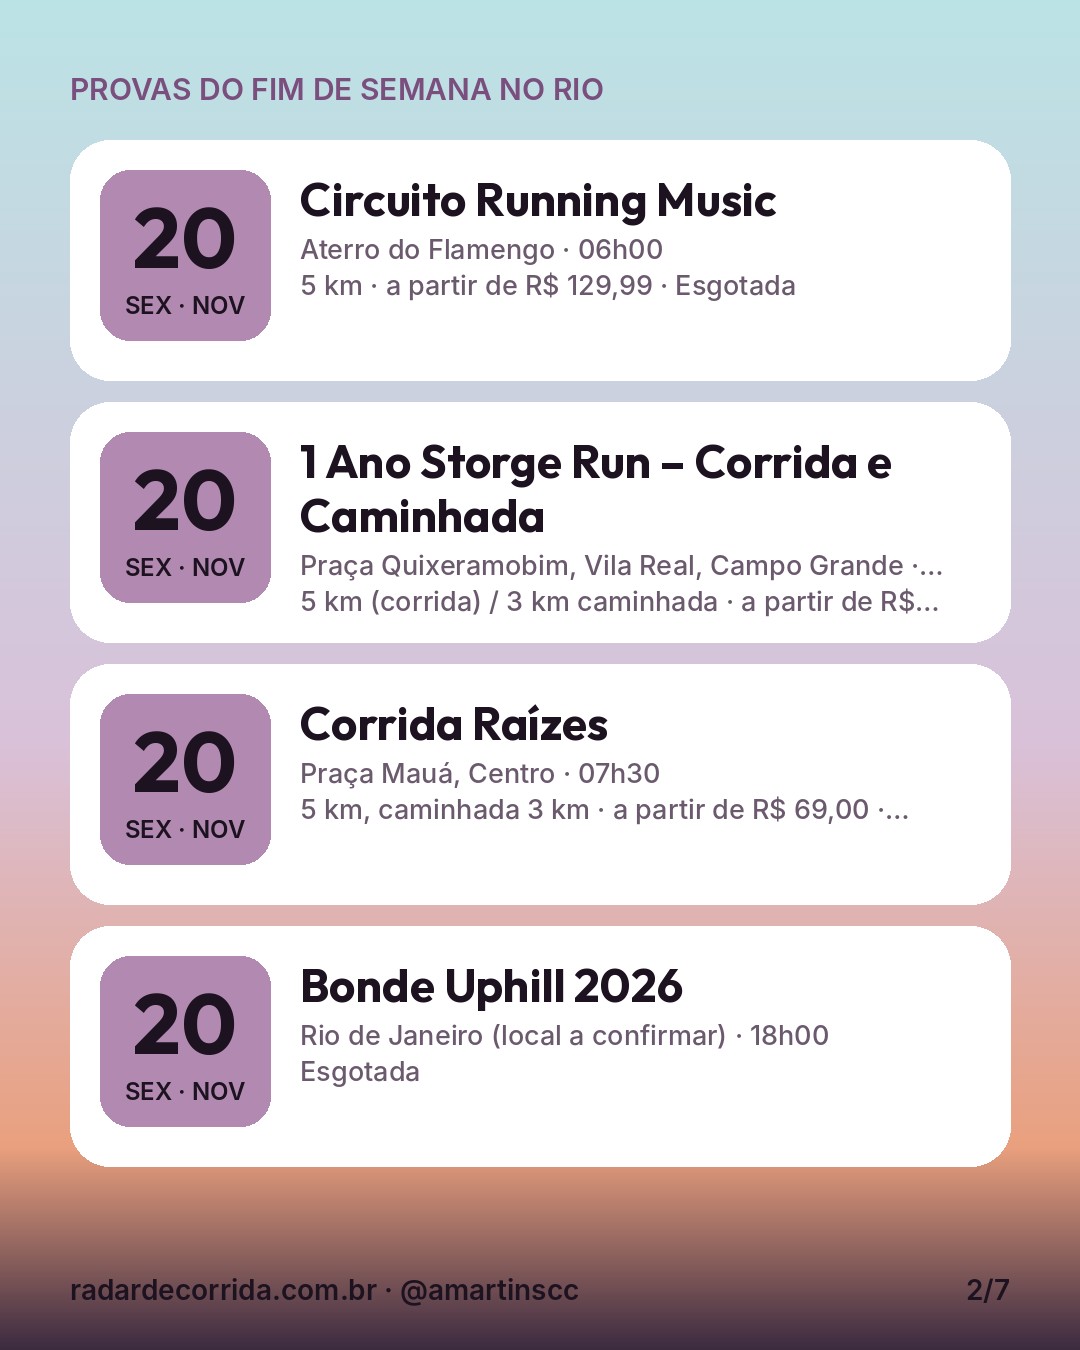 PROVAS DO FIM DE SEMANA NO RIO
20
SEX · NOV
Circuito Running Music
Aterro do Flamengo · 06h00
5 km · a partir de R$ 129,99 · Esgotada
20
SEX · NOV
1 Ano Storge Run – Corrida e
Caminhada
Praça Quixeramobim, Vila Real, Campo Grande ·...
5 km (corrida) / 3 km caminhada · a partir de R$...
20
SEX · NOV
Corrida Raízes
Praça Mauá, Centro · 07h30
5 km, caminhada 3 km · a partir de R$ 69,00 ·...
20
SEX · NOV
Bonde Uphill 2026
Rio de Janeiro (local a confirmar) · 18h00
Esgotada
radardecorrida.com.br · @amartinscc
2/7